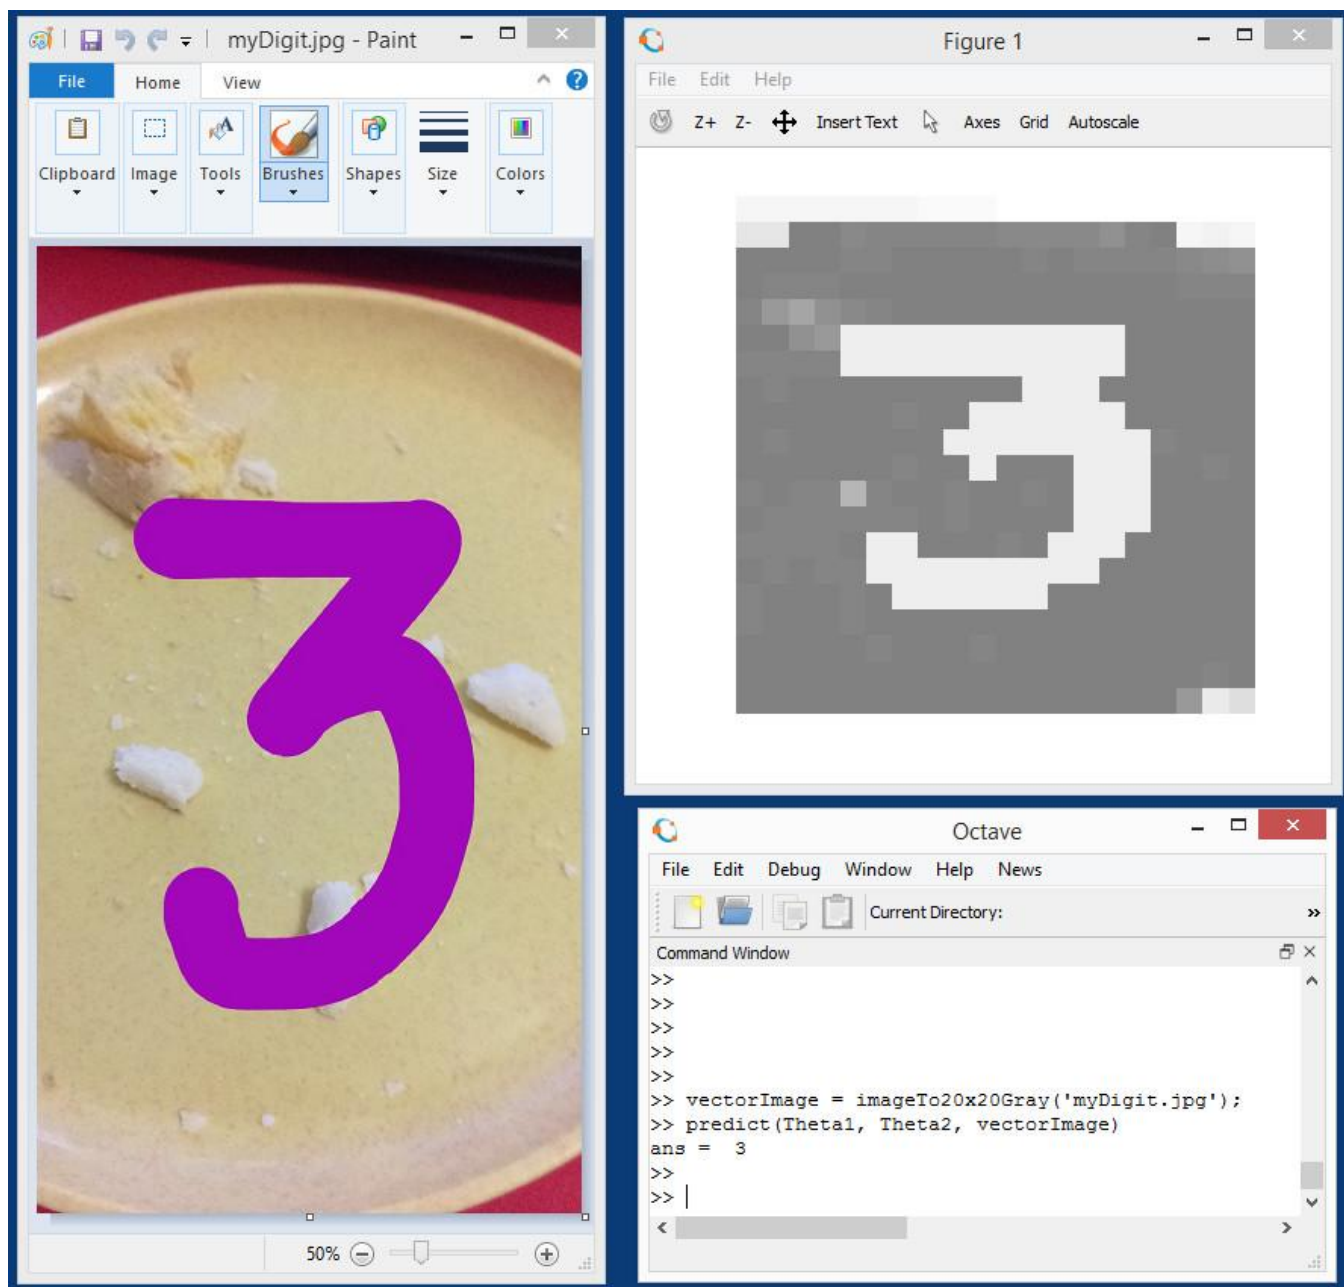 myDigit.jpg - Paint
File Home View
Clipboard Image Tools Brushes Shapes Size Colors
3
50%
Figure 1
File Edit Help
Z+ Z- Insert Text Axes Grid Autoscale
3
Octave
File Edit Debug Window Help News
Current Directory: »
Command Window
>>
>>
>>
>>
>>
>> vectorImage = imageTo20x20Gray('myDigit.jpg');
>> predict(Theta1, Theta2, vectorImage)
ans = 3
>>
>>